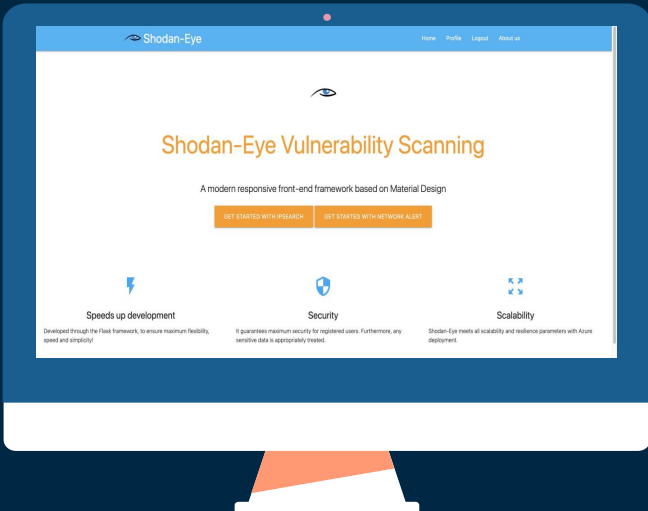 Shodan-Eye
Home Profile Logout About us
Shodan-Eye Vulnerability Scanning
A modern responsive front-end framework based on Material Design
GET STARTED WITH IPSEARCH GET STARTED WITH NETWORK ALERT
Speeds up development
Developed through the Flask framework, to ensure maximum flexibility,
speed and simplicity!
Security
It guarantees maximum security for registered users. Furthermore, any
sensitive data is appropriately treated.
Scalability
Shodan-Eye meets all scalability and resilience parameters with Azure
deployment.